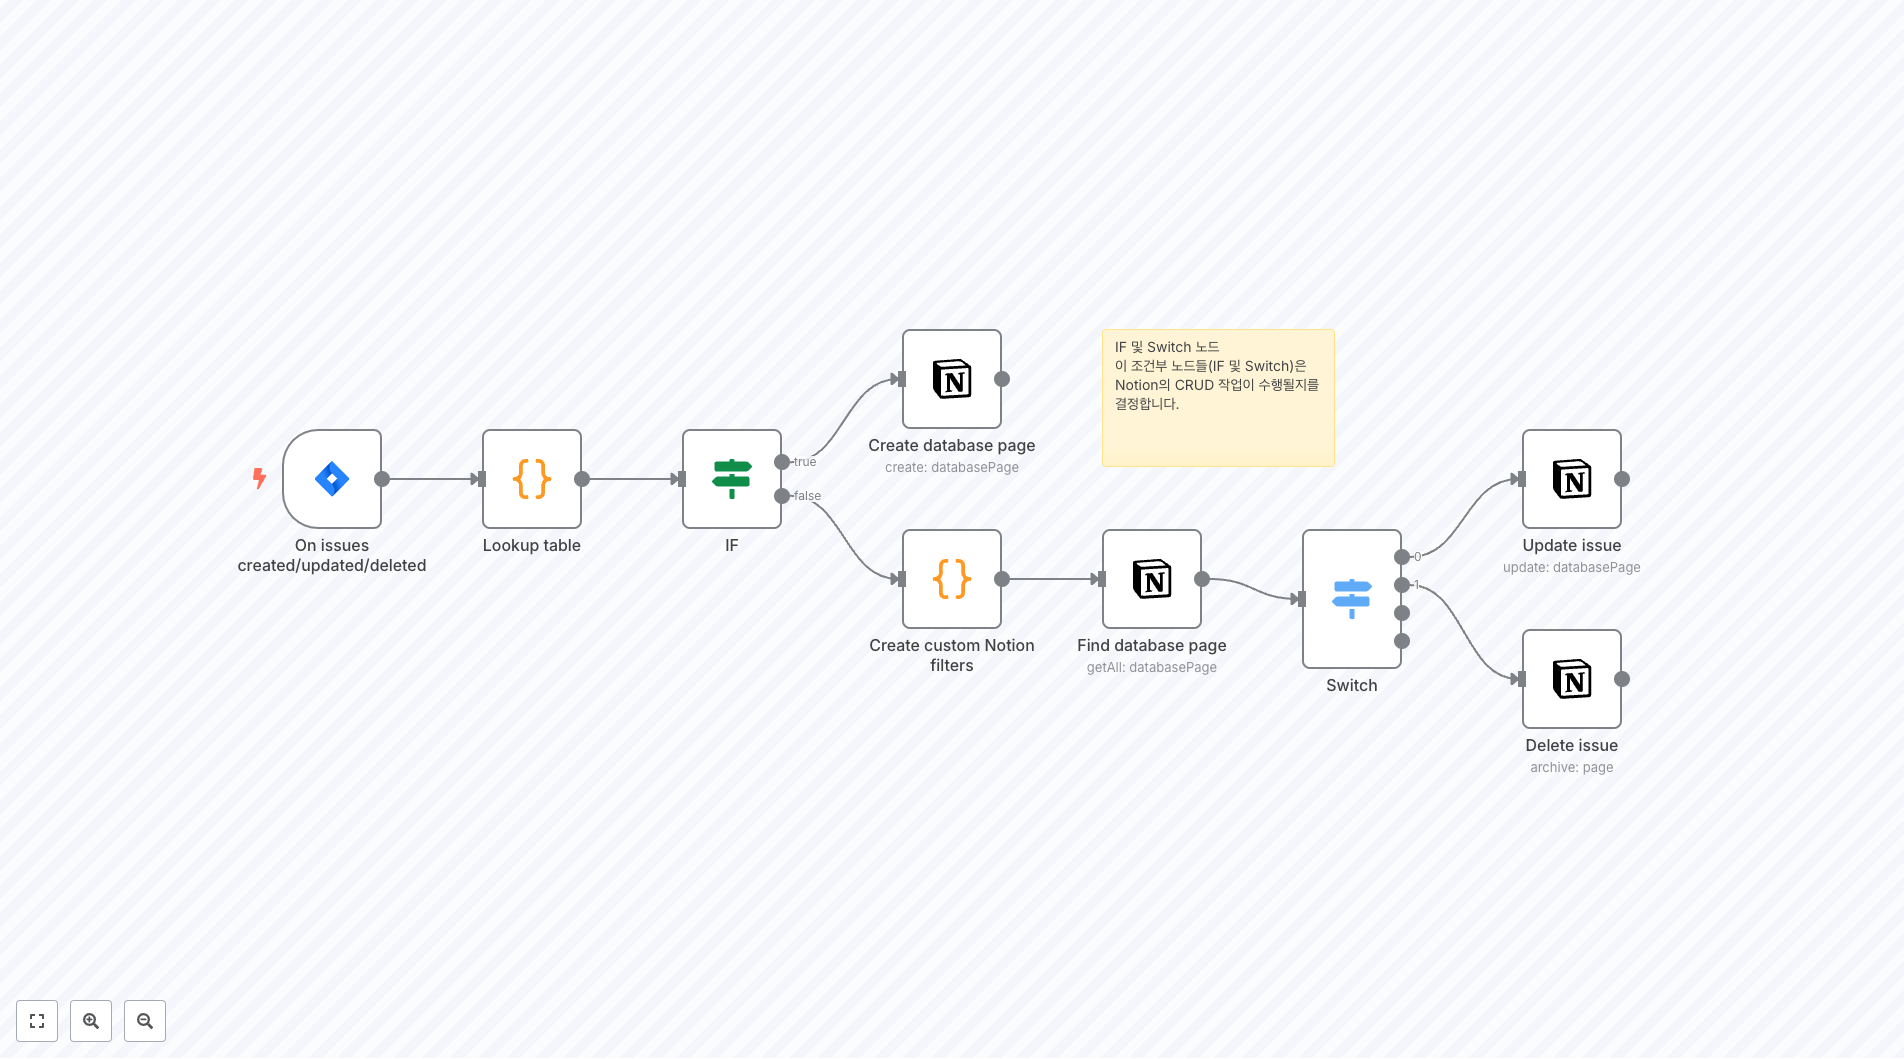 On issues
created/updated/deleted
Lookup table
IF
true
false
Create database page
create: databasePage
IF 및 Switch 노드
이 조건부 노드들(IF 및 Switch)은
Notion의 CRUD 작업이 수행될지를
결정합니다.
Create custom Notion
filters
Find database page
getAll: databasePage
Switch
0
1
Update issue
update: databasePage
Delete issue
archive: page